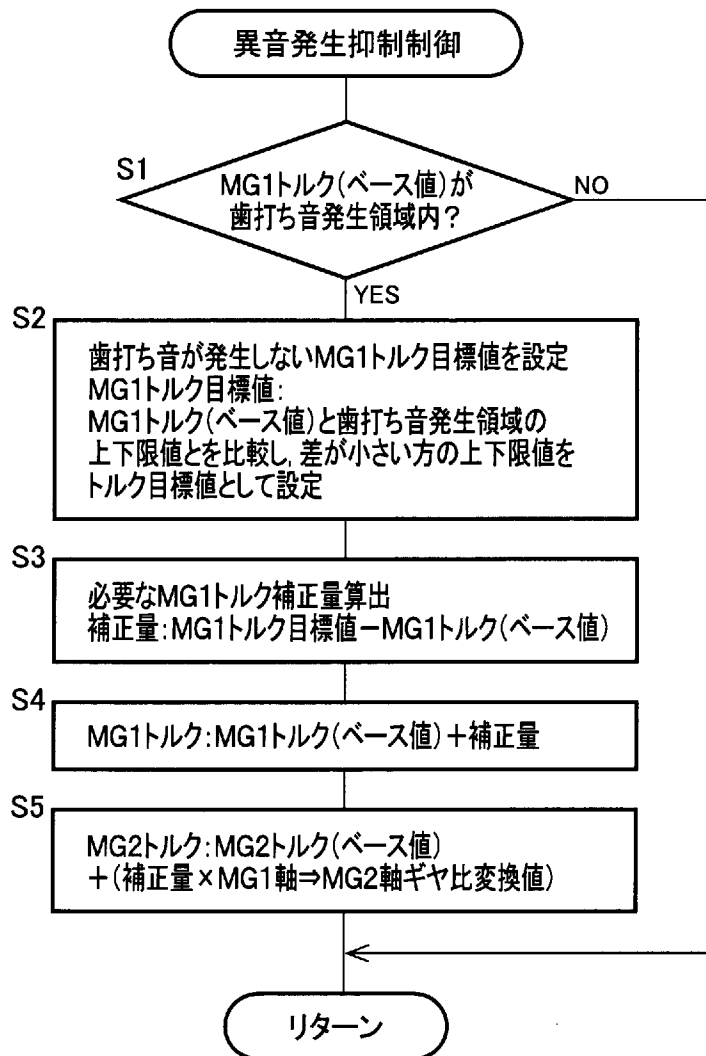 異音発生抑制制御
S1
MG1トルク(ベース値)が
歯打ち音発生領域内?
NO
YES
S2
歯打ち音が発生しないMG1トルク目標値を設定
MG1トルク目標値:
MG1トルク(ベース値)と歯打ち音発生領域の
上下限値とを比較し,差が小さい方の上下限値を
トルク目標値として設定
S3
必要なMG1トルク補正量算出
補正量:MG1トルク目標値−MG1トルク(ベース値)
S4
MG1トルク:MG1トルク(ベース値)+補正量
S5
MG2トルク:MG2トルク(ベース値)
+(補正量×MG1軸⇒MG2軸ギヤ比変換値)
リターン